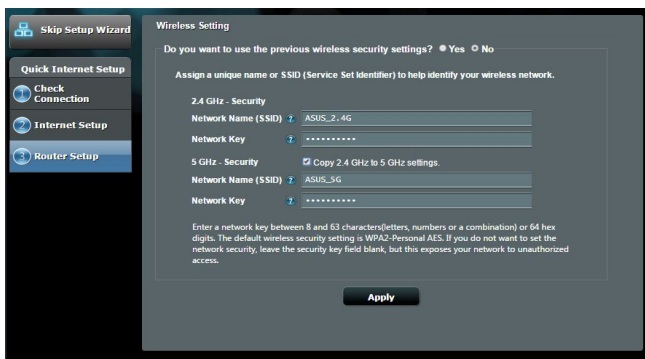 Skip Setup Wizard
Quick Internet Setup
1 Check
Connection
2 Internet Setup
3 Router Setup
Wireless Setting
Do you want to use the previous wireless security settings? Yes No
Assign a unique name or SSID (Service Set Identifier) to help identify your wireless network.
2.4 GHz - Security
Network Name (SSID) ? ASUS_2.4G
Network Key ? ••••••••••
5 GHz - Security Copy 2.4 GHz to 5 GHz settings.
Network Name (SSID) ? ASUS_5G
Network Key ? ••••••••••
Enter a network key between 8 and 63 characters(letters, numbers or a combination) or 64 hex
digits. The default wireless security setting is WPA2-Personal AES. If you do not want to set the
network security, leave the security key field blank, but this exposes your network to unauthorized
access.
Apply